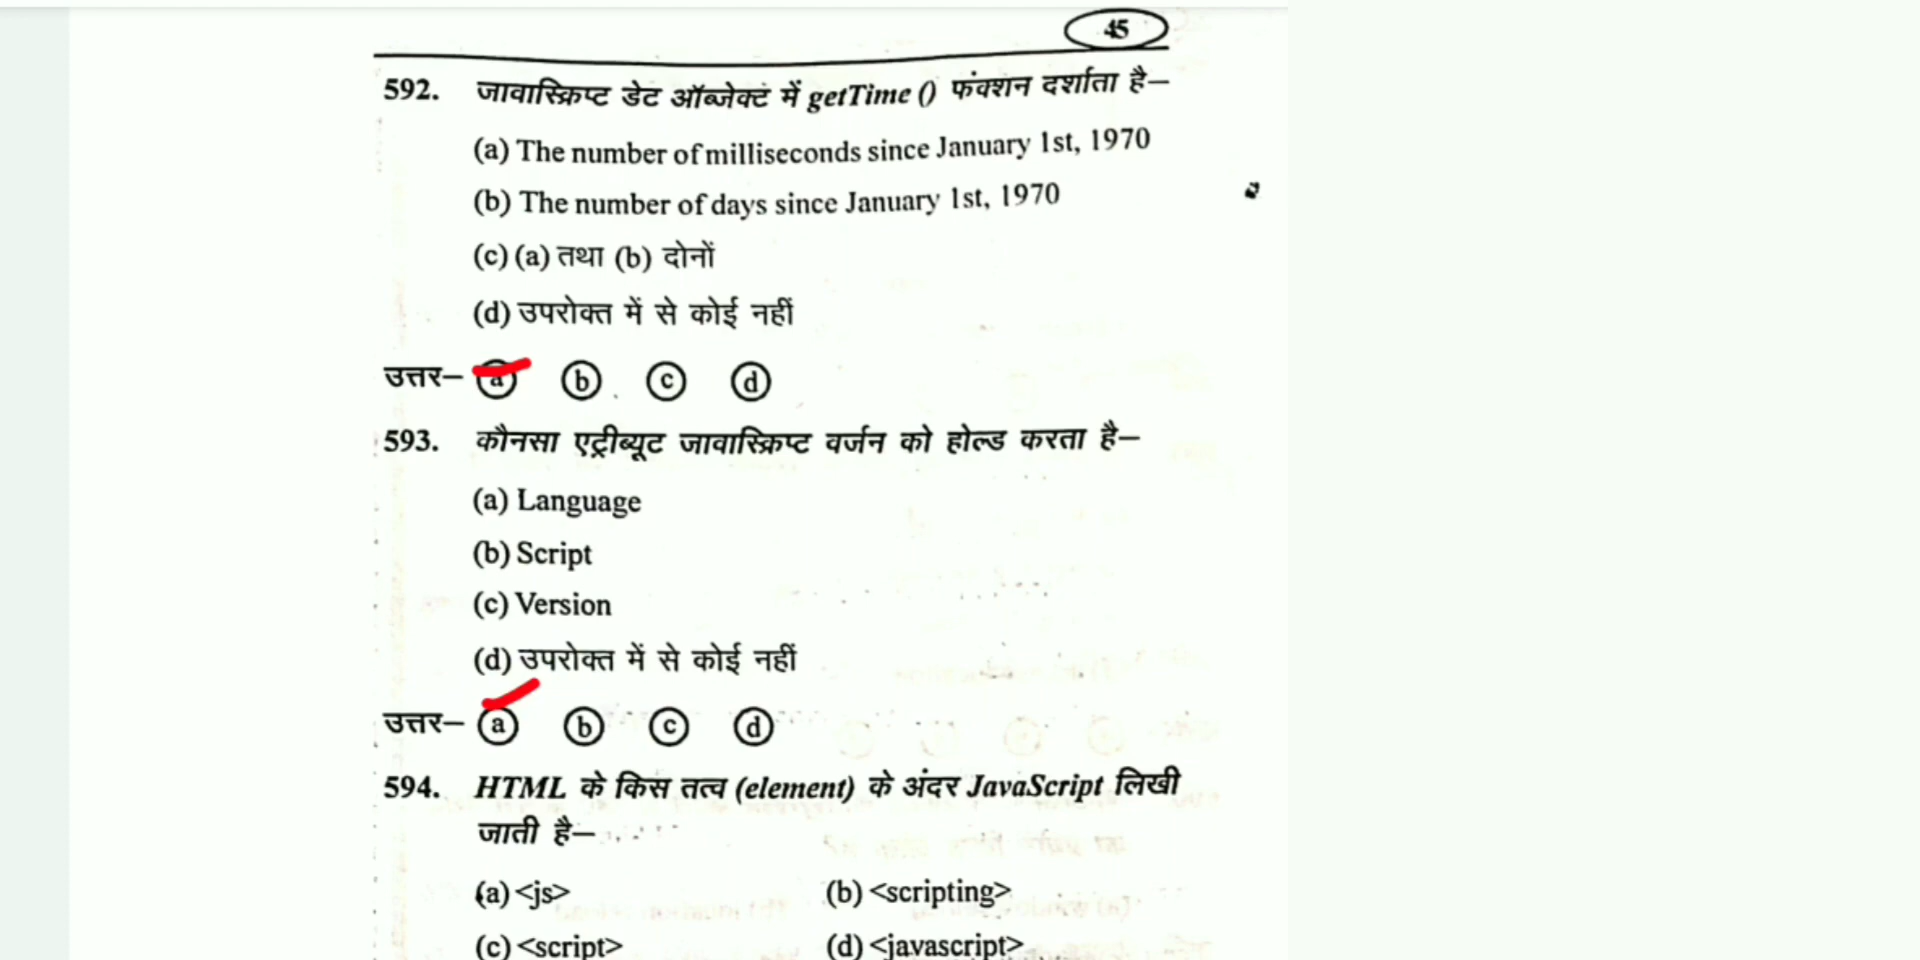 45
592. जावास्क्रिप्ट डेट ऑब्जेक्ट में getTime () फंक्शन दर्शाता है–
(a) The number of milliseconds since January 1st, 1970
(b) The number of days since January 1st, 1970
(c) (a) तथा (b) दोनों
(d) उपरोक्त में से कोई नहीं
उत्तर– a b c d
593. कौनसा एट्रीब्यूट जावास्क्रिप्ट वर्जन को होल्ड करता है–
(a) Language
(b) Script
(c) Version
(d) उपरोक्त में से कोई नहीं
उत्तर– a b c d
594. HTML के किस तत्व (element) के अंदर JavaScript लिखी
जाती है–
(a) <js> (b) <scripting>
(c) <script> (d) <javascript>